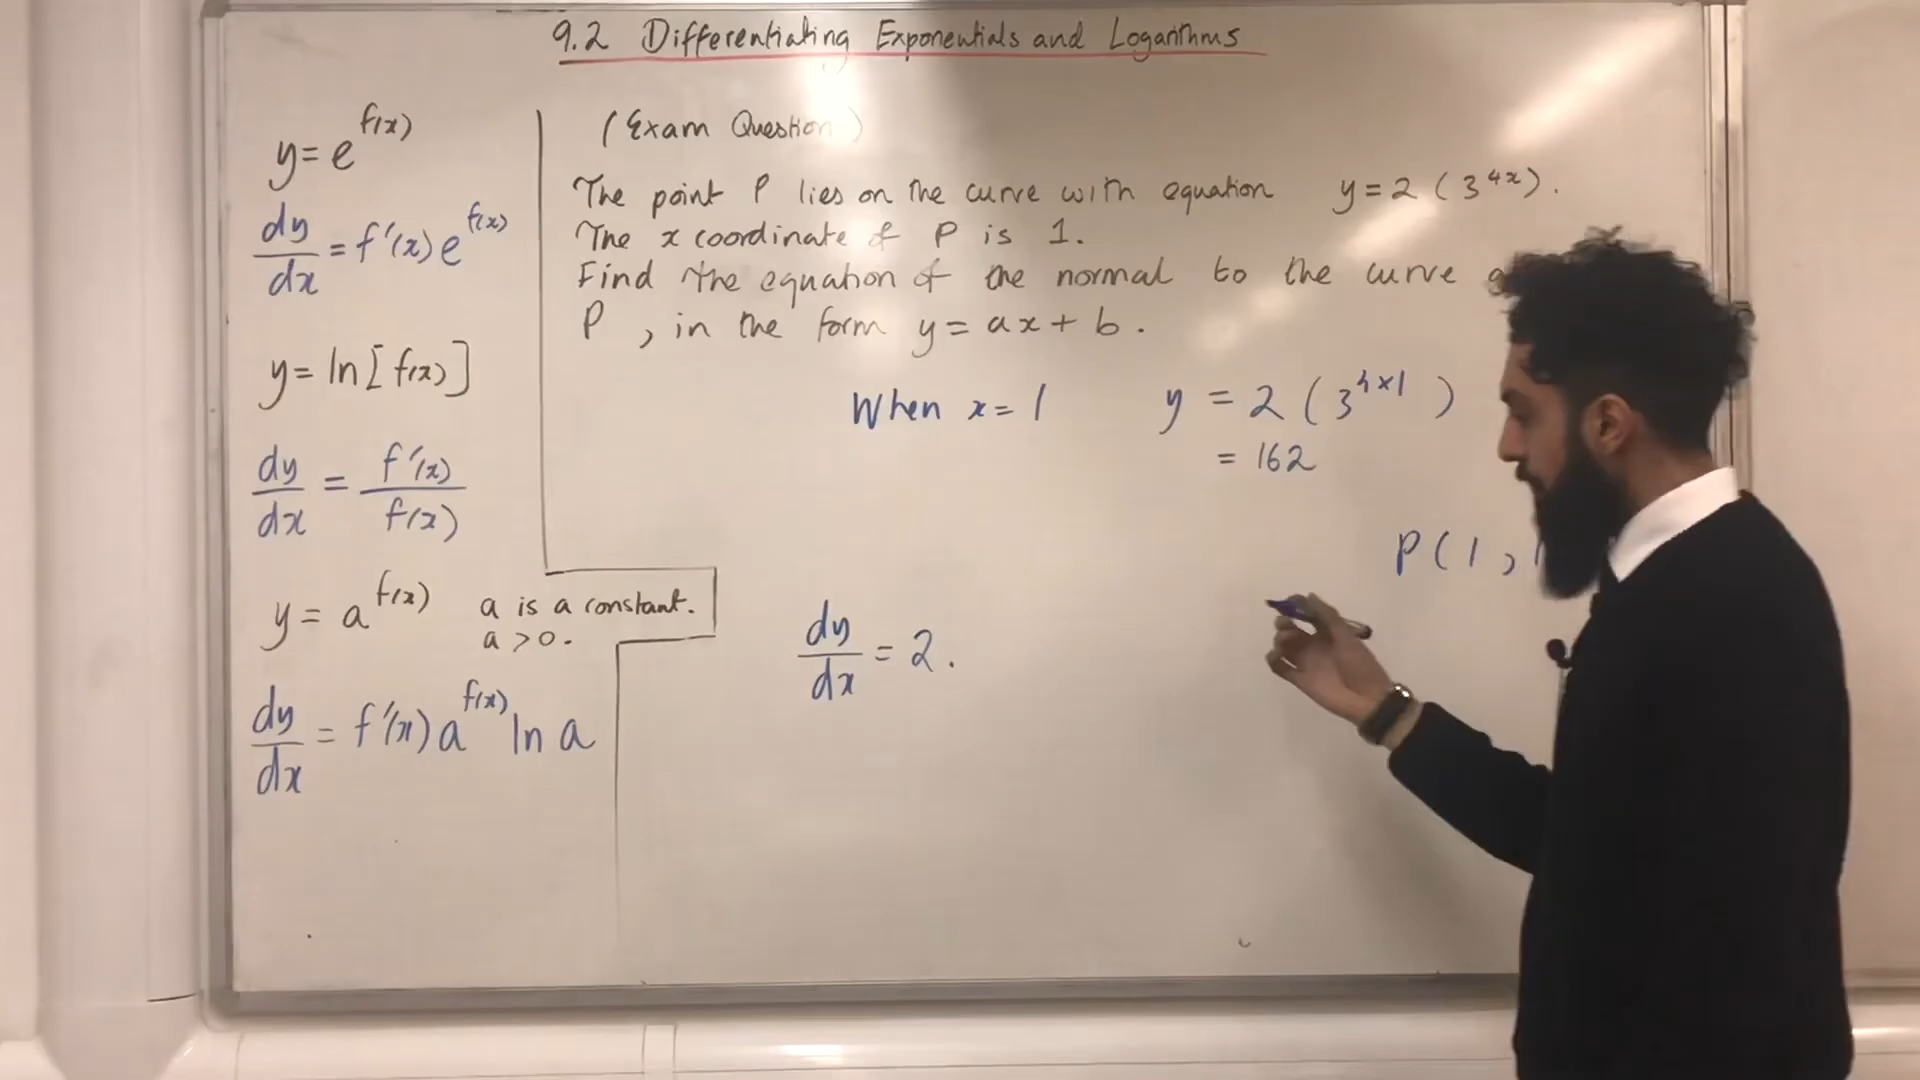 9.2 Differentiating Exponentials and Logarithms
y = e^f(x)
dy/dx = f'(x) e^f(x)
y = ln[f(x)]
dy/dx = f'(x)/f(x)
y = a^f(x) a is a constant.
a > 0.
dy/dx = f'(x) a^f(x) ln a
(Exam Question)
The point P lies on the curve with equation y = 2(3^4x).
The x coordinate of P is 1.
Find the equation of the normal to the curve
P, in the form y = ax + b.
When x = 1 y = 2(3^4×1)
= 162
P(1,
dy/dx = 2.